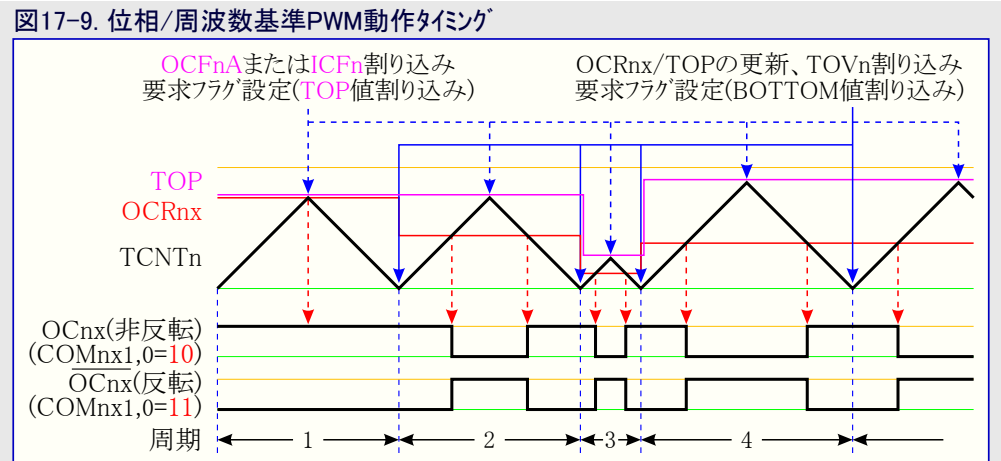 図17-9. 位相/周波数基準PWM動作ﾀｲﾐﾝｸﾞ
OCFnAまたはICFn割り込み
要求ﾌﾗｸﾞ設定(TOP値割り込み)
OCRnx/TOPの更新、TOVn割り込み
要求ﾌﾗｸﾞ設定(BOTTOM値割り込み)
TOP
OCRnx
TCNTn
OCnx(非反転)
(COMnx1,0=10)
OCnx(反転)
(COMnx1,0=11)
周期 1 2 3 4